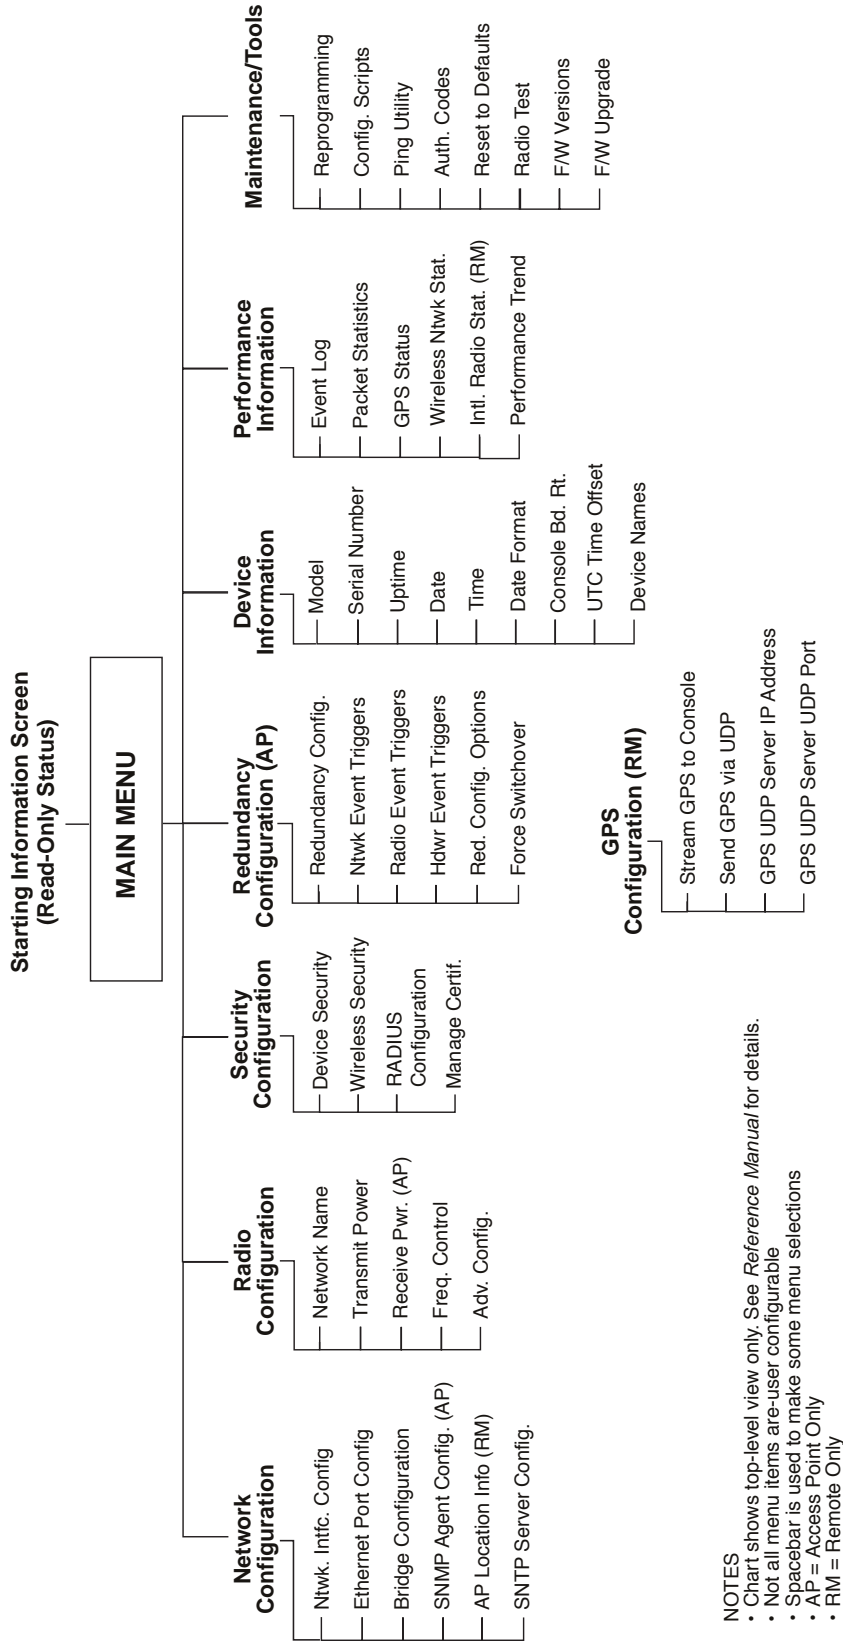 Starting Information Screen
(Read-Only Status)
MAIN MENU
Network
Configuration
Ntwk. Intfc. Config
Ethernet Port Config
Bridge Configuration
SNMP Agent Config. (AP)
AP Location Info (RM)
SNTP Server Config.
Radio
Configuration
Network Name
Transmit Power
Receive Pwr. (AP)
Freq. Control
Adv. Config.
Security
Configuration
Device Security
Wireless Security
RADIUS
Configuration
Manage Certif.
Redundancy
Configuration (AP)
Redundancy Config.
Ntwk Event Triggers
Radio Event Triggers
Hdwr Event Triggers
Red. Config. Options
Force Switchover
Device
Information
Model
Serial Number
Uptime
Date
Time
Date Format
Console Bd. Rt.
UTC Time Offset
Device Names
Performance
Information
Event Log
Packet Statistics
GPS Status
Wireless Ntwk Stat.
Intl. Radio Stat. (RM)
Performance Trend
Maintenance/Tools
Reprogramming
Config. Scripts
Ping Utility
Auth. Codes
Reset to Defaults
Radio Test
F/W Versions
F/W Upgrade
GPS
Configuration (RM)
Stream GPS to Console
Send GPS via UDP
GPS UDP Server IP Address
GPS UDP Server UDP Port
NOTES
• Chart shows top-level view only. See Reference Manual for details.
• Not all menu items are-user configurable
• Spacebar is used to make some menu selections
• AP = Access Point Only
• RM = Remote Only